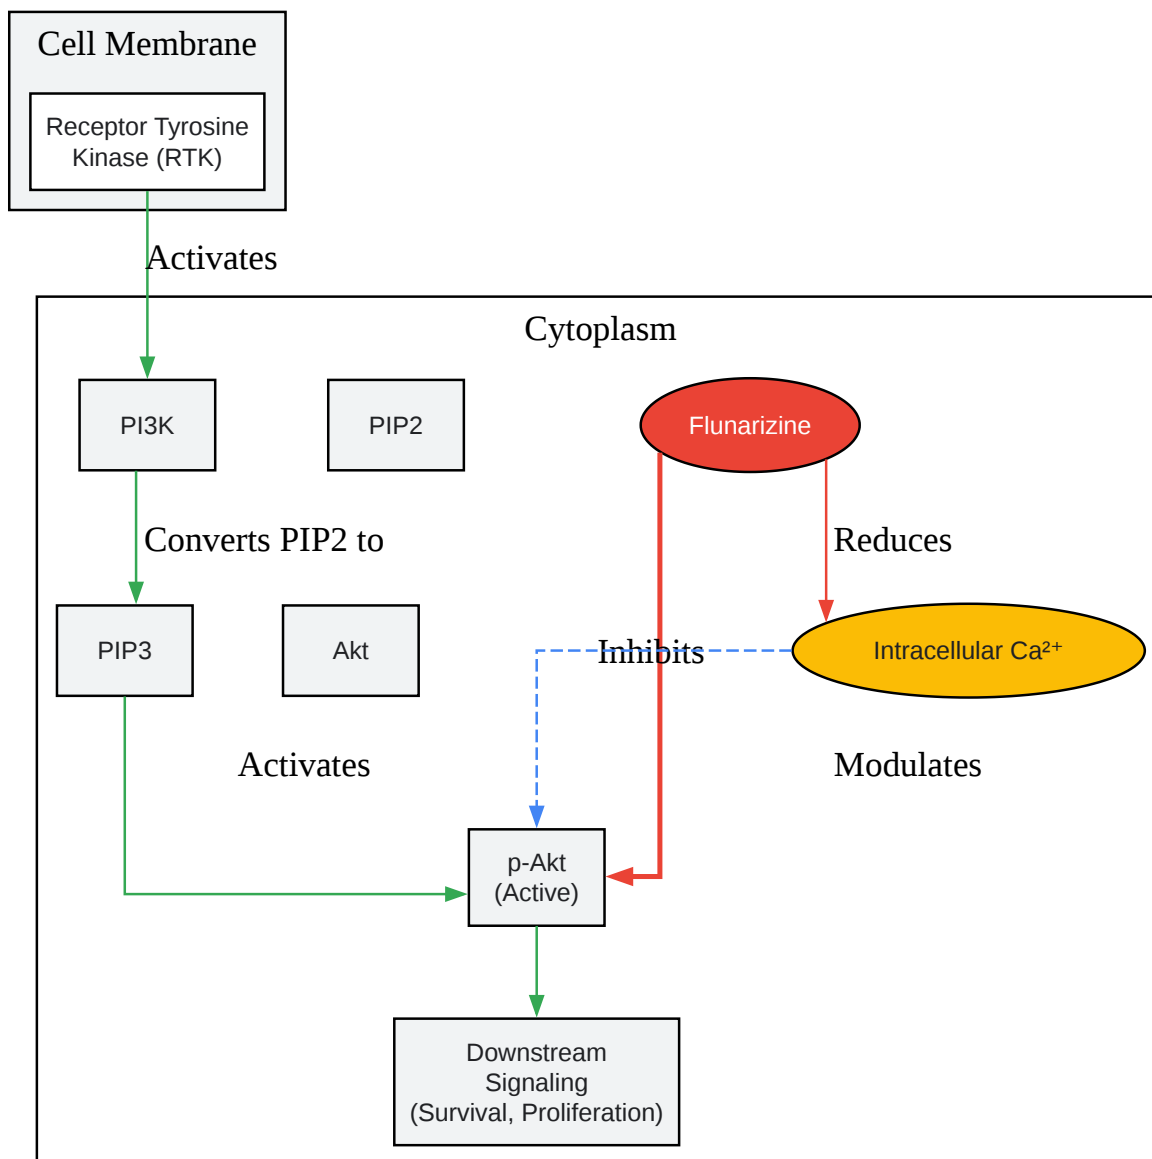 Cell Membrane
Receptor Tyrosine
Kinase (RTK)
Activates
Cytoplasm
PI3K
PIP2
Flunarizine
Converts PIP2 to
Reduces
PIP3
Akt
Inhibits
Intracellular Ca²⁺
Activates
Modulates
p-Akt
(Active)
Downstream
Signaling
(Survival, Proliferation)